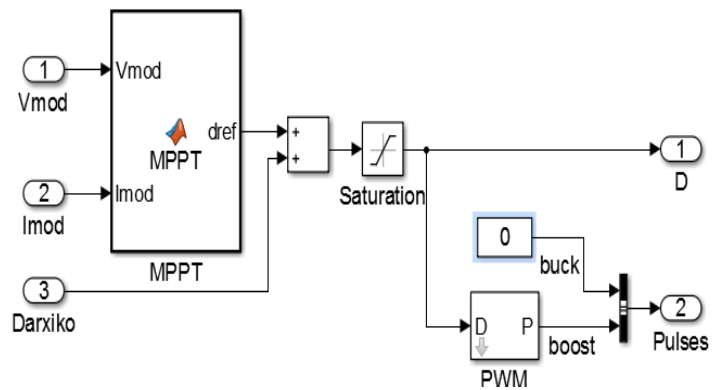 1
Vmod
Vmod
2
Imod
Imod
MPPT
dref
MPPT
3
Darxiko
+
+
Saturation
1
D
0
buck
D P
boost
PWM
2
Pulses